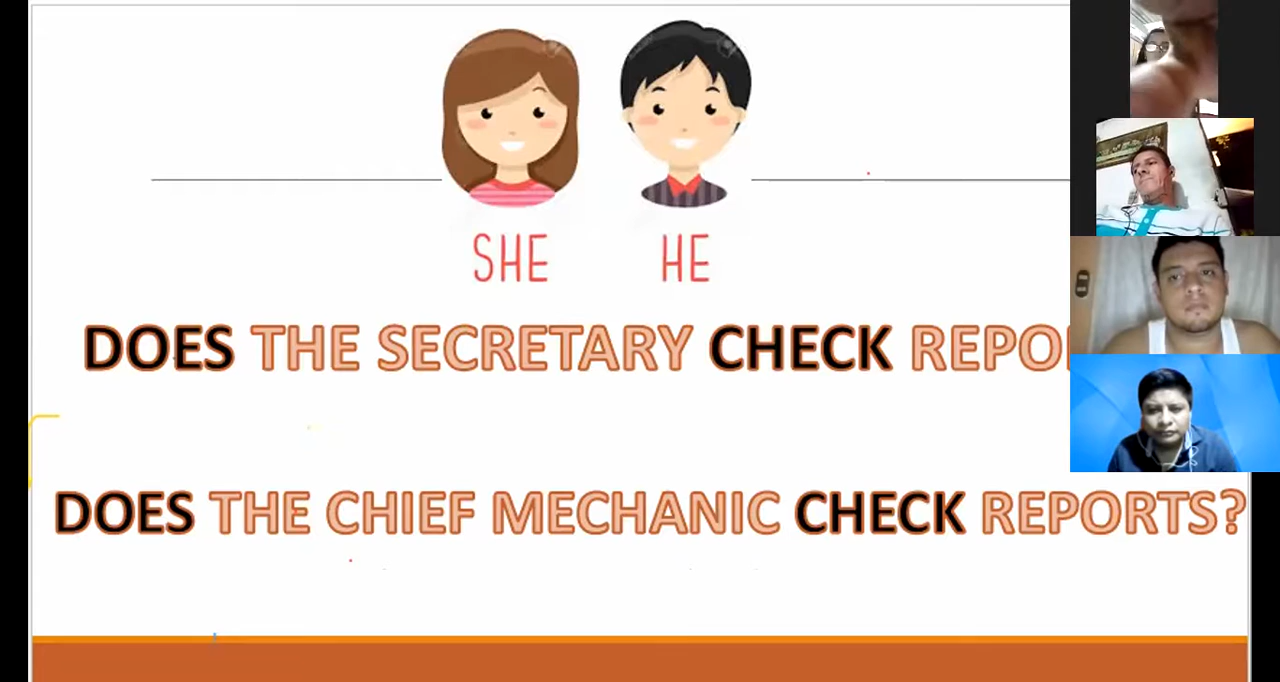 SHE HE
DOES THE SECRETARY CHECK
DOES THE CHIEF MECHANIC CHECK REPORTS?